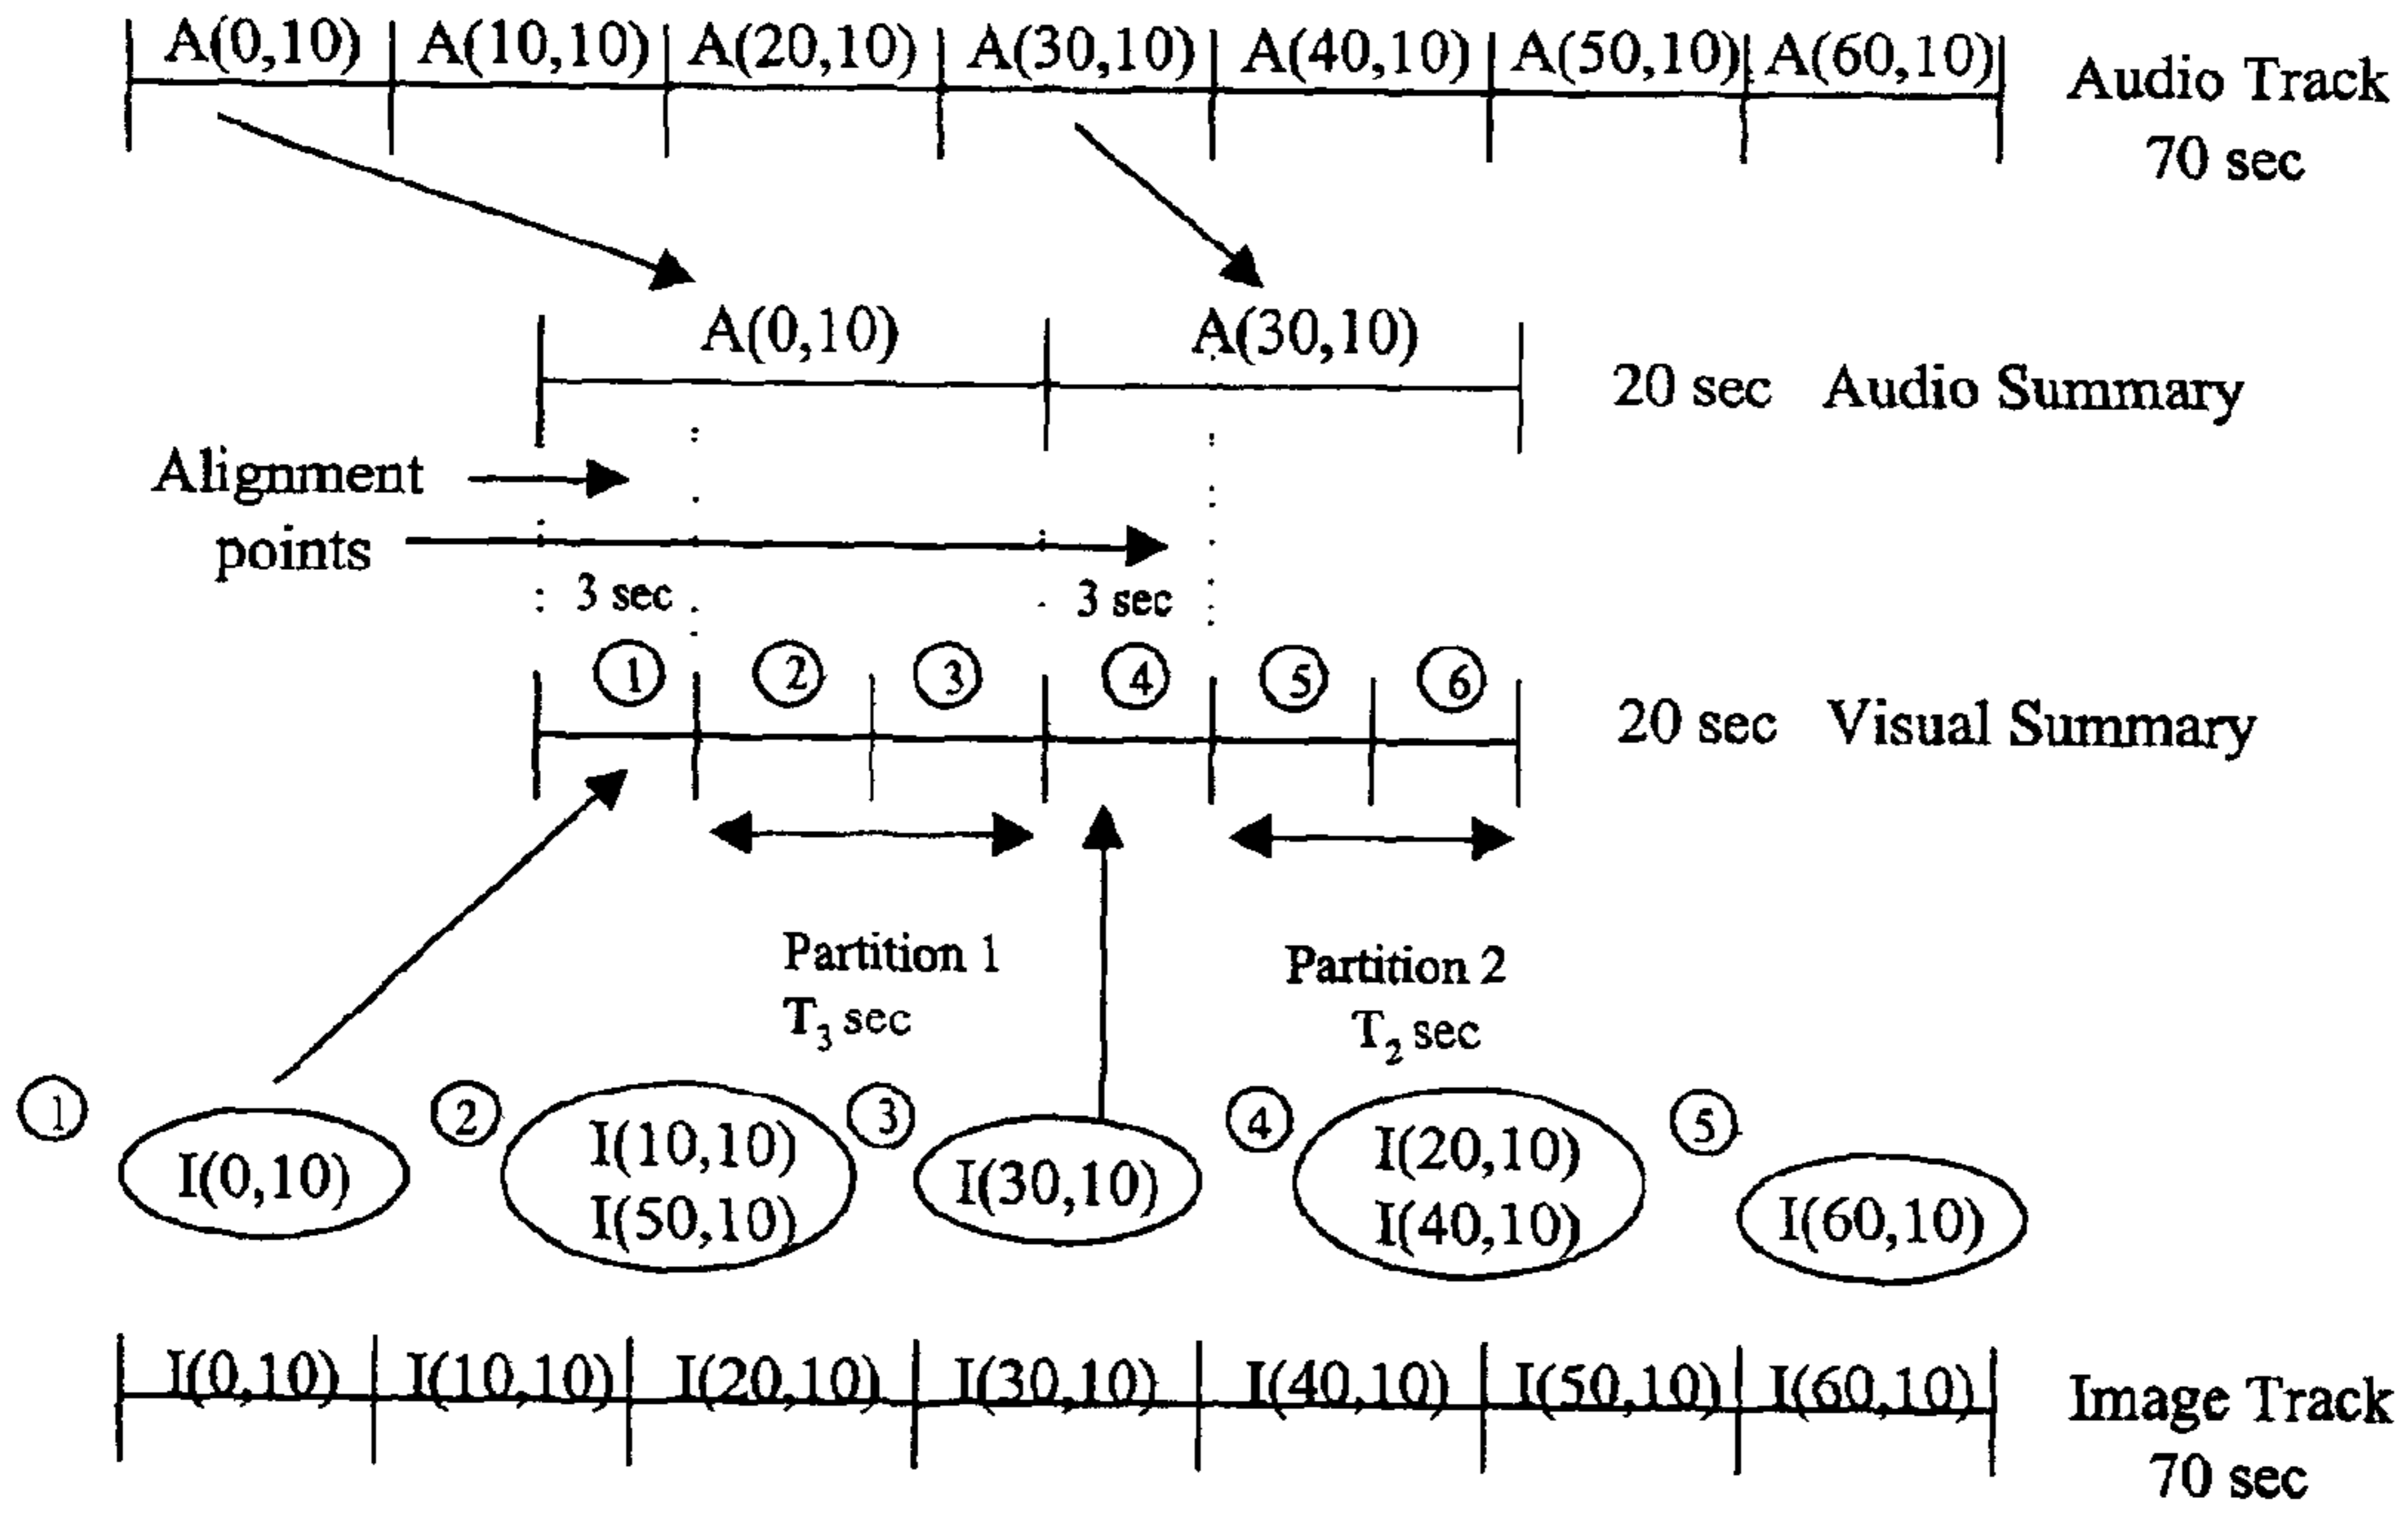 A(0,10) A(10,10) A(20,10) A(30,10) A(40,10) A(50,10) A(60,10) Audio Track
70 sec
A(0,10) A(30,10)
20 sec Audio Summary
Alignment
points
3 sec 3 sec
1 2 3 4 5 6
20 sec Visual Summary
Partition 1
T₃ sec
Partition 2
T₂ sec
1 2 3 4 5
I(0,10)
I(10,10)
I(50,10)
I(30,10)
I(20,10)
I(40,10)
I(60,10)
I(0,10) I(10,10) I(20,10) I(30,10) I(40,10) I(50,10) I(60,10) Image Track
70 sec